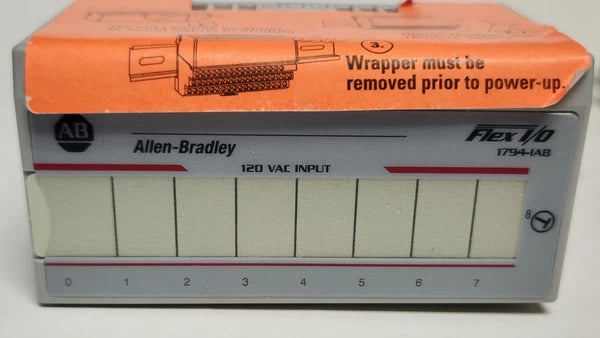 3.
Wrapper must be
removed prior to power-up.
AB
Allen-Bradley
Flex I/O
1794-IA8
120 VAC INPUT
8
0 1 2 3 4 5 6 7